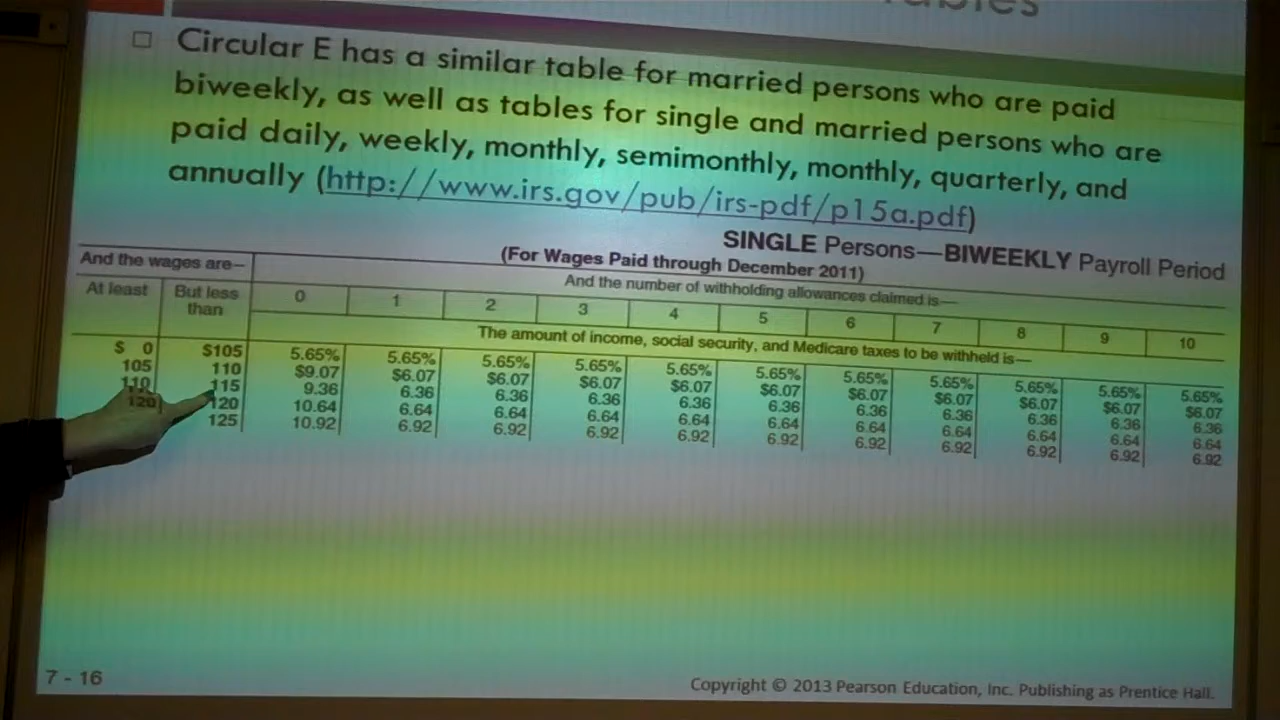 Circular E has a similar table for married persons who are paid
biweekly, as well as tables for single and married persons who are
paid daily, weekly, monthly, semimonthly, monthly, quarterly, and
annually (http://www.irs.gov/pub/irs-pdf/p15a.pdf)
SINGLE Persons—BIWEEKLY Payroll Period
(For Wages Paid through December 2011)
And the wages are—
And the number of withholding allowances claimed is—
At least But less than 0 1 2 3 4 5 6 7 8 9 10
The amount of income, social security, and Medicare taxes to be withheld is—
$ 0 $105 5.65% 5.65% 5.65% 5.65% 5.65% 5.65% 5.65% 5.65% 5.65% 5.65% 5.65%
105 110 $9.07 $6.07 $6.07 $6.07 $6.07 $6.07 $6.07 $6.07 $6.07 $6.07 $6.07
110 115 9.36 6.36 6.36 6.36 6.36 6.36 6.36 6.36 6.36 6.36 6.36
120 10.64 6.64 6.64 6.64 6.64 6.64 6.64 6.64 6.64 6.64 6.64
120 125 10.92 6.92 6.92 6.92 6.92 6.92 6.92 6.92 6.92 6.92 6.92
7 - 16
Copyright © 2013 Pearson Education, Inc. Publishing as Prentice Hall.